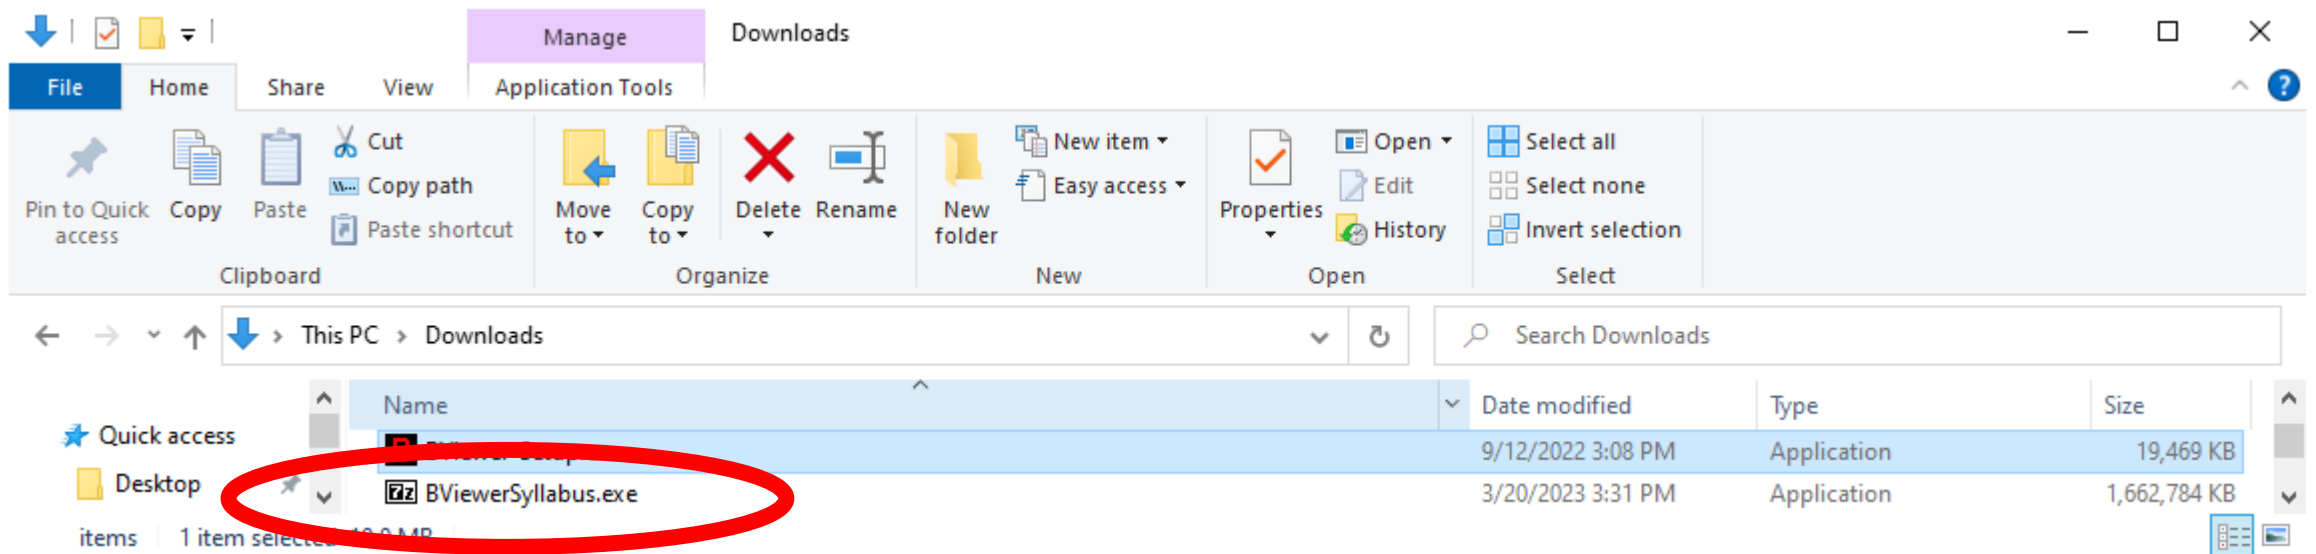 Manage Downloads
File Home Share View Application Tools
Pin to Quick access
Copy
Paste
Cut
Copy path
Paste shortcut
Clipboard
Move to
Copy to
Delete
Rename
Organize
New folder
New item
Easy access
New
Properties
Open
Edit
History
Open
Select all
Select none
Invert selection
Select
This PC > Downloads
Search Downloads
Quick access
Desktop
Name Date modified Type Size
9/12/2022 3:08 PM Application 19,469 KB
BViewerSyllabus.exe 3/20/2023 3:31 PM Application 1,662,784 KB
items 1 item selected MB